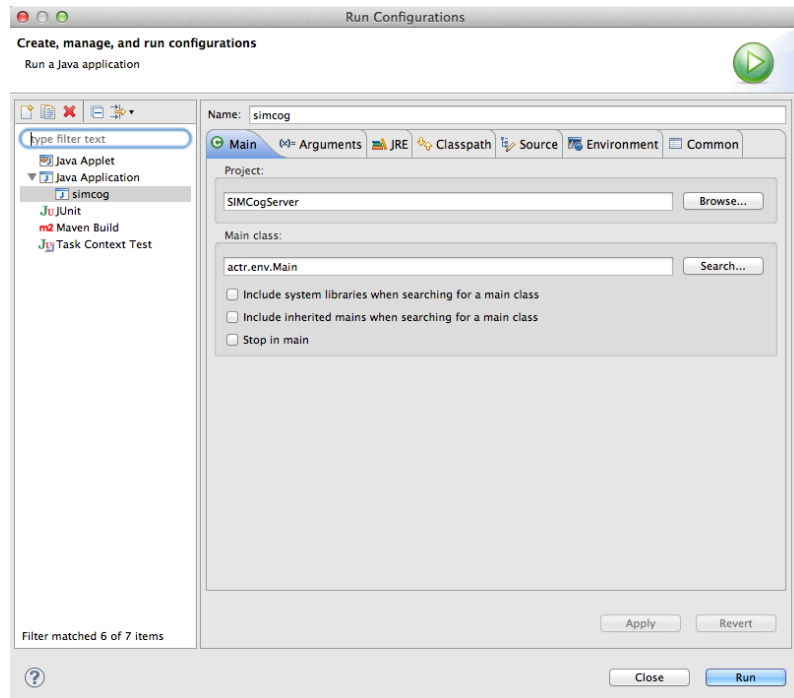 Run Configurations
Create, manage, and run configurations
Run a Java application
type filter text
Java Applet
Java Application
simcog
JUnit
Maven Build
Task Context Test
Filter matched 6 of 7 items
Name: simcog
Main (x)= Arguments JRE Classpath Source Environment Common
Project:
SIMCogServer Browse...
Main class:
actr.env.Main Search...
Include system libraries when searching for a main class
Include inherited mains when searching for a main class
Stop in main
Apply Revert
Close Run